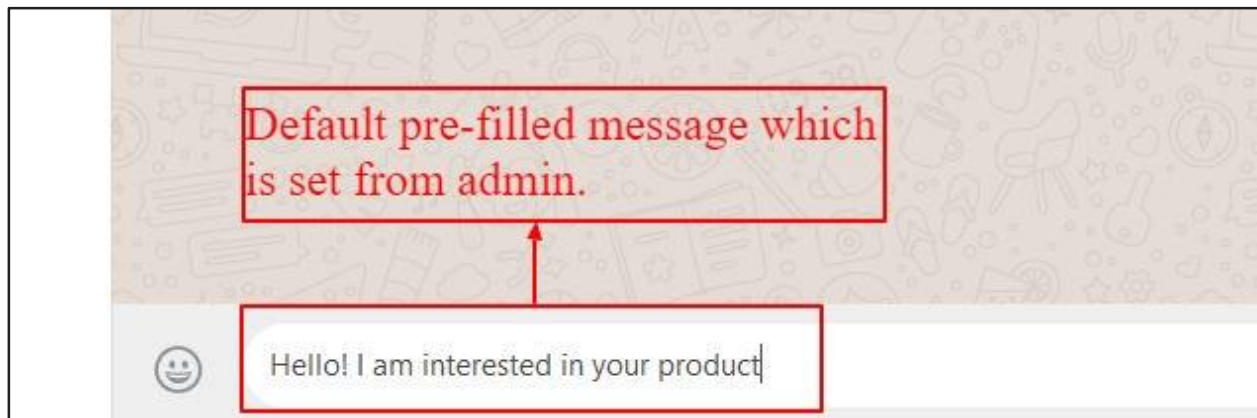 Default pre-filled message which
is set from admin.
Hello! I am interested in your product